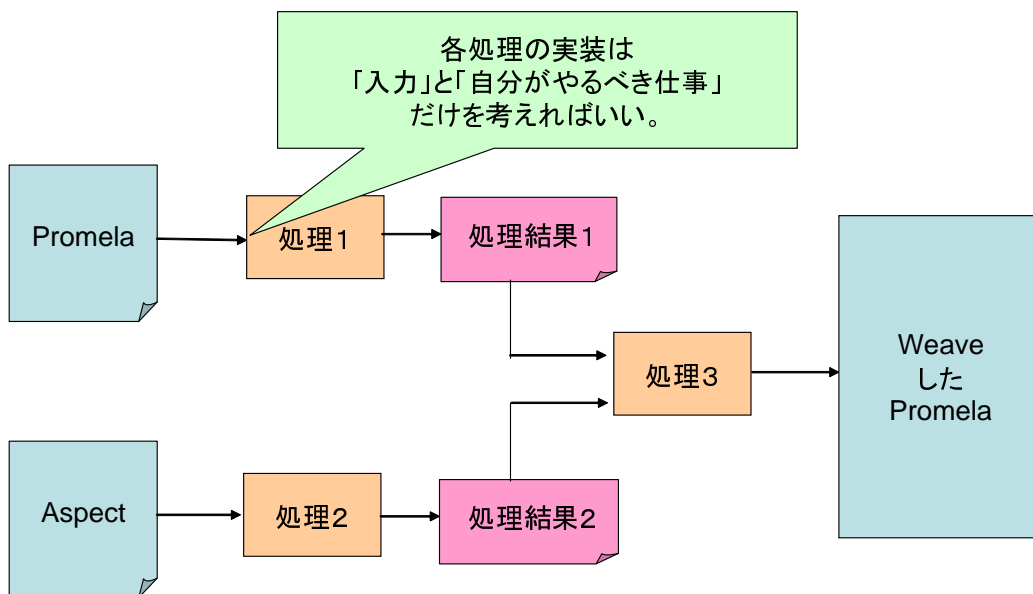 各処理の実装は
「入力」と「自分がやるべき仕事」
だけを考えればいい。
Promela
処理1
処理結果1
処理3
Weave
した
Promela
Aspect
処理2
処理結果2